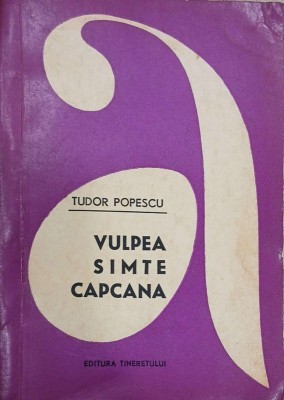 a
TUDOR POPESCU
VULPEA
SIMTE
CAPCANA
EDITURA TINERETULUI